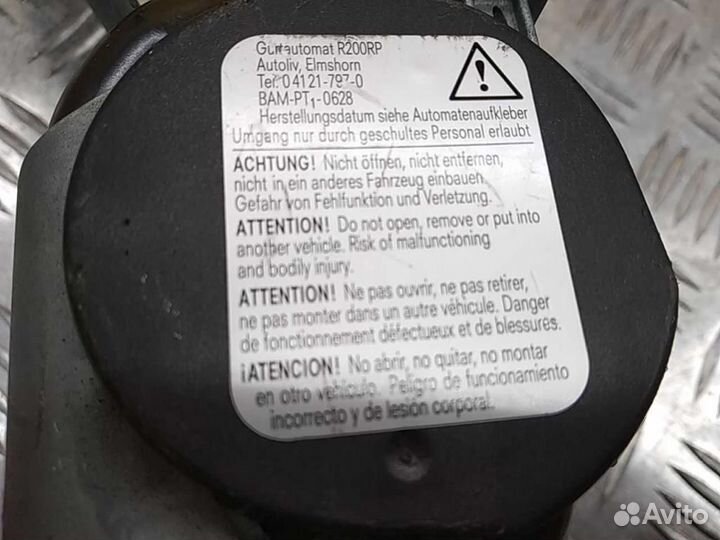 Gurtautomat R200RP
Autoliv, Elmshorn
Tel. 04121-797-0
BAM-PT1-0628
Herstellungsdatum siehe Automatenaufkleber
Umgang nur durch geschultes Personal erlaubt
ACHTUNG! Nicht öffnen, nicht entfernen,
nicht in ein anderes Fahrzeug einbauen.
Gefahr von Fehlfunktion und Verletzung.
ATTENTION! Do not open, remove or put into
another vehicle. Risk of malfunctioning
and bodily injury.
ATTENTION! Ne pas ouvrir, ne pas retirer,
ne pas monter dans un autre véhicule. Danger
de fonctionnement défectueux et de blessures.
¡ATENCION! No abrir, no quitar, no montar
en otro vehículo. Peligro de funcionamiento
incorrecto y de lesión corporal.
Avito